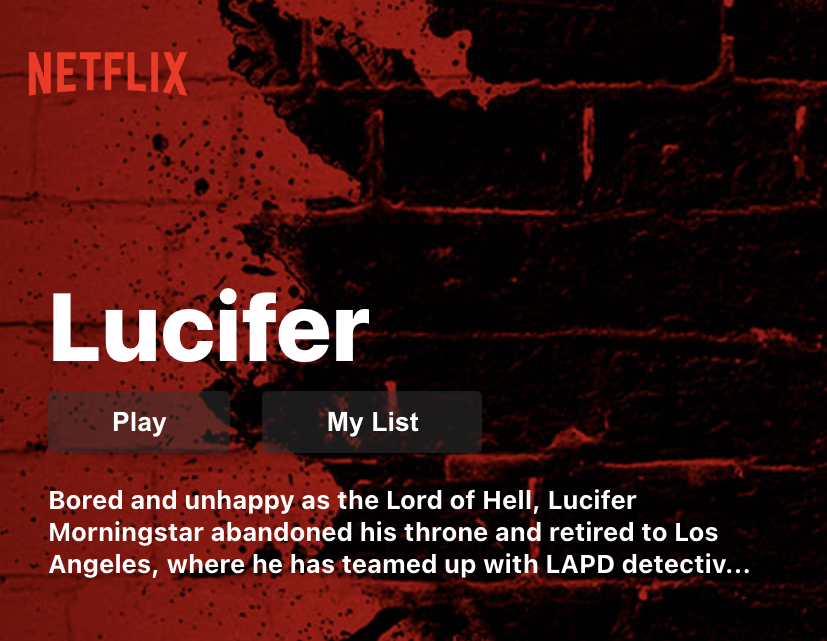 NETFLIX
Lucifer
Play
My List
Bored and unhappy as the Lord of Hell, Lucifer
Morningstar abandoned his throne and retired to Los
Angeles, where he has teamed up with LAPD detectiv...